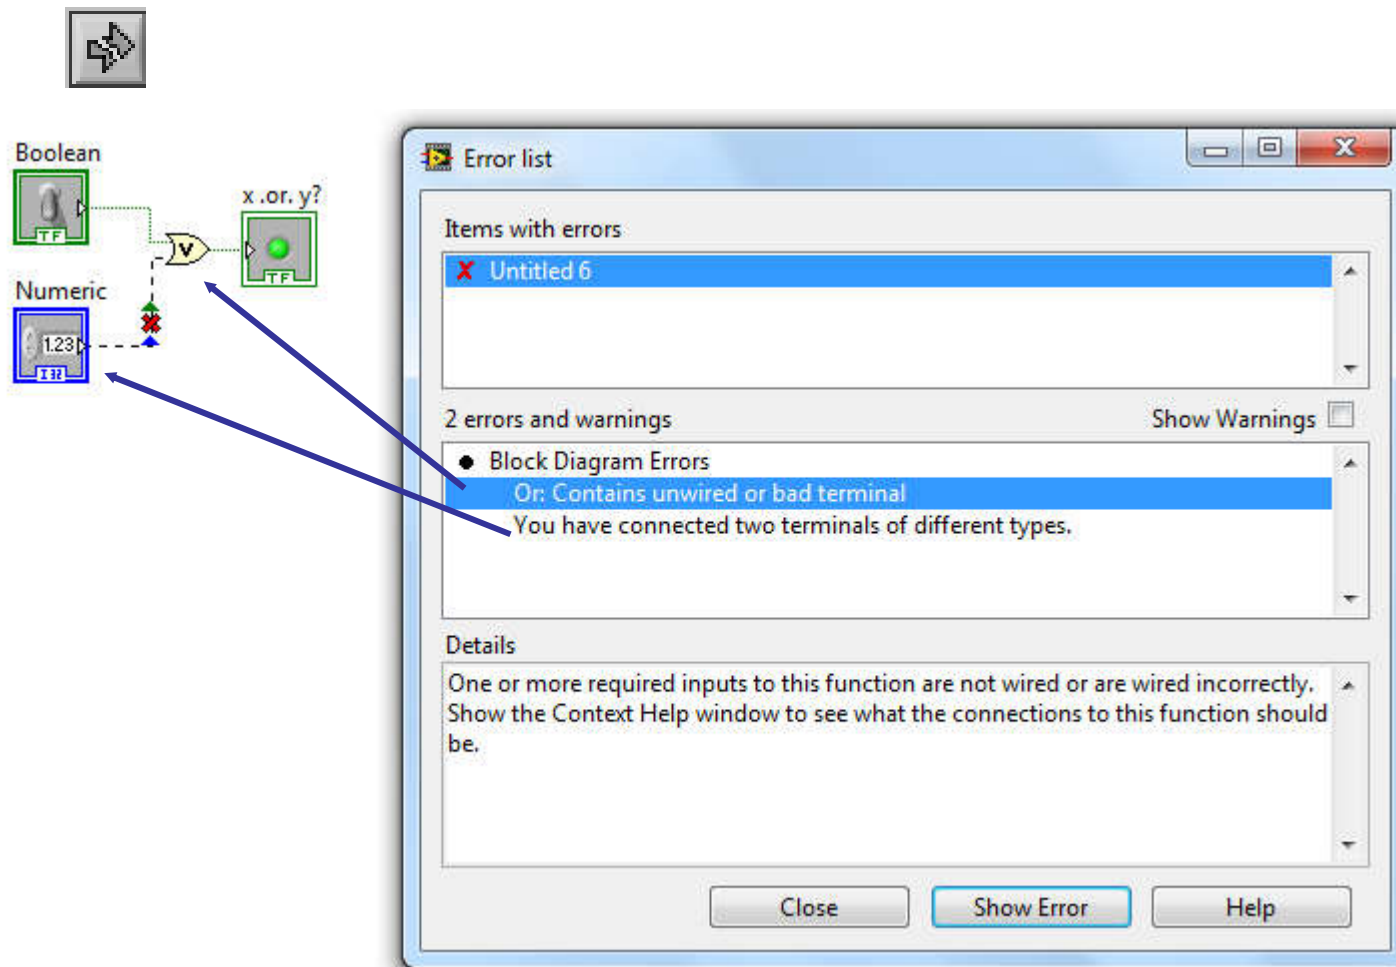 Boolean
TF
x .or. y?
V
TF
Numeric
1.23
I32
Error list
Items with errors
Untitled 6
2 errors and warnings
Show Warnings
Block Diagram Errors
Or: Contains unwired or bad terminal
You have connected two terminals of different types.
Details
One or more required inputs to this function are not wired or are wired incorrectly.
Show the Context Help window to see what the connections to this function should
be.
Close
Show Error
Help